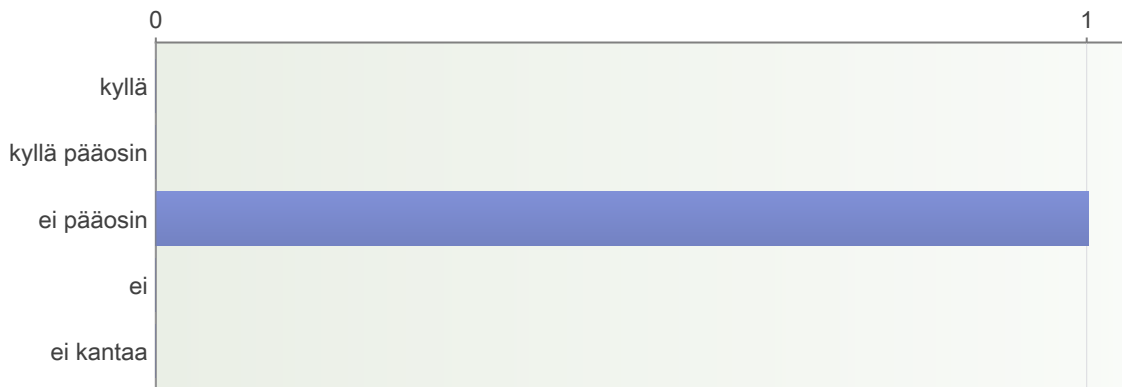 0 1
kyllä
kyllä pääosin
ei pääosin
ei
ei kantaa